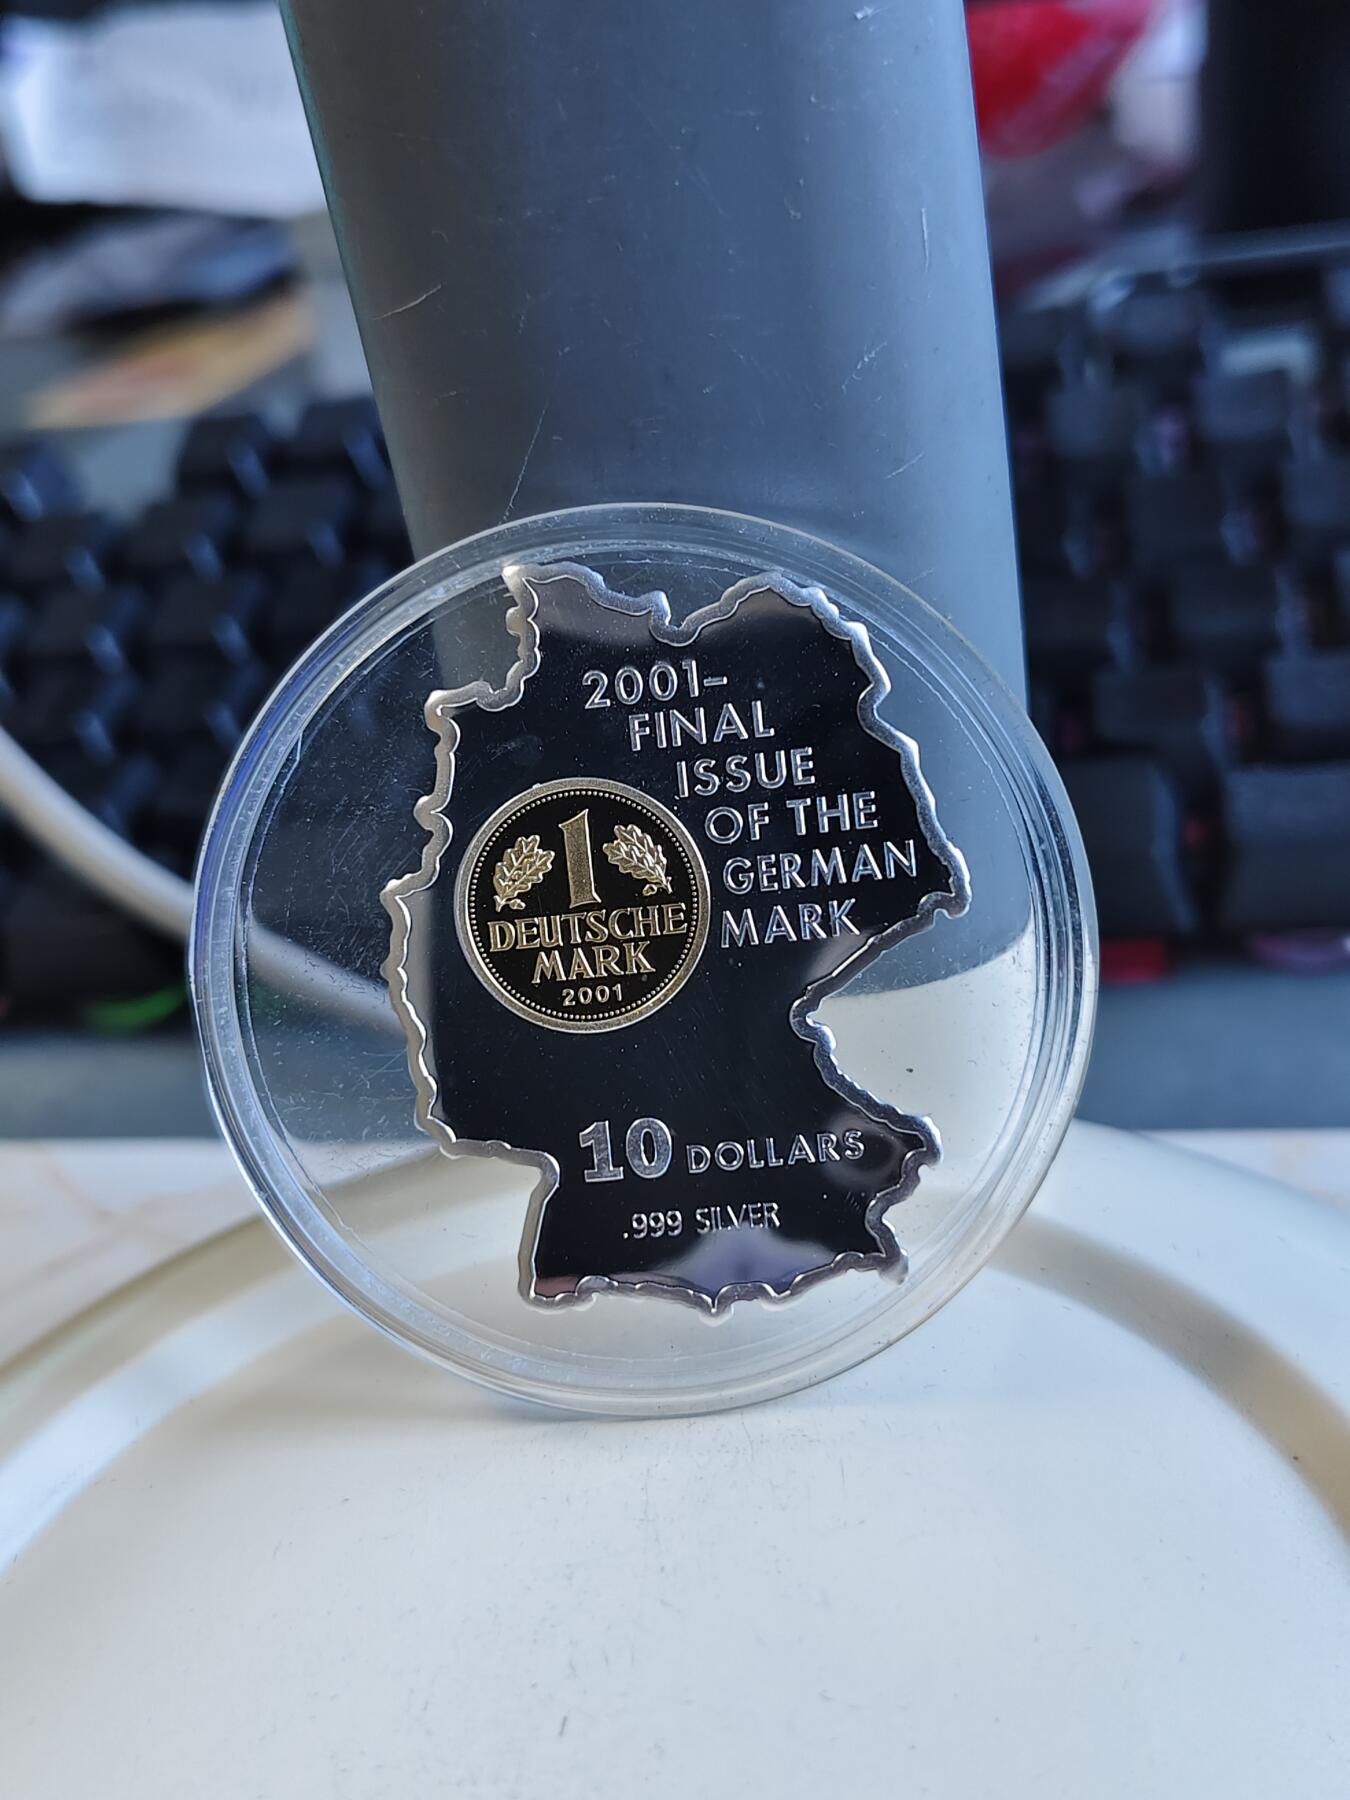 2001–
FINAL
ISSUE
OF THE
GERMAN
MARK
1
DEUTSCHE
MARK
2001
10 DOLLARS
.999 SILVER